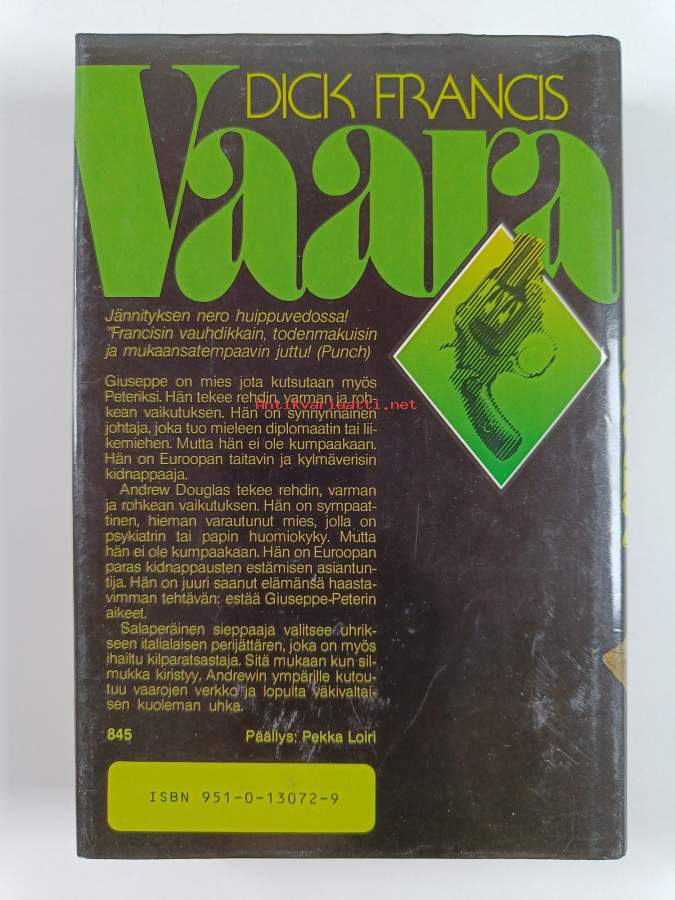 DICK FRANCIS
Vaara
Jännityksen nero huippuvedossa!
"Francisin vauhdikkain, todenmakuisin
ja mukaansatempaavin juttu! (Punch)
Giuseppe on mies jota kutsutaan myös
Peteriksi. Hän tekee rehdin, varman ja roh-
kean vaikutuksen. Hän on synnynnäinen
Antikvariaatti.net
johtaja, joka tuo mieleen diplomaatin tai lii-
kemiehen. Mutta hän ei ole kumpaakaan.
Hän on Euroopan taitavin ja kylmäverisin
kidnappaaja.
Andrew Douglas tekee rehdin, varman
ja rohkean vaikutuksen. Hän on sympaat-
tinen, hieman varautunut mies, jolla on
psykiatrin tai papin huomiokyky. Mutta
hän ei ole kumpaakaan. Hän on Euroopan
paras kidnappausten estämisen asiantun-
tija. Hän on juuri saanut elämänsä haasta-
vimman tehtävän: estää Giuseppe-Peterin
aikeet.
Salaperäinen sieppaaja valitsee uhrik-
seen italialaisen perijättären, joka on myös
ihailtu kilparatsastaja. Sitä mukaan kun sil-
mukka kiristyy, Andrewin ympärille kutou-
tuu vaarojen verkko ja lopulta väkivaltai-
sen kuoleman uhka.
845 Päällys: Pekka Loiri
ISBN 951-0-13072-9